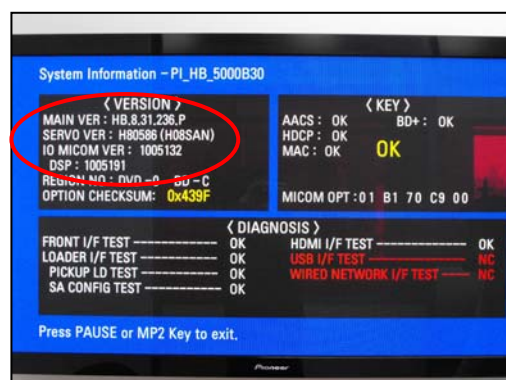 System Information - PI_HB_5000B30
< VERSION >
MAIN VER : HB.8.31.236.P
SERVO VER : H80586 (H08SAN)
IO MICOM VER : 1005132
DSP : 1005191
REGION NO : DVD -0 BD - C
OPTION CHECKSUM: 0x439F
< KEY >
AACS : OK BD+ : OK
HDCP : OK
MAC : OK OK
MICOM OPT :01 B1 70 C9 00
< DIAGNOSIS >
FRONT I/F TEST ------------ OK
LOADER I/F TEST ----------- OK
PICKUP LD TEST ---------- OK
SA CONFIG TEST ---------- OK
HDMI I/F TEST --------------- OK
USB I/F TEST ---------------- NC
WIRED NETWORK I/F TEST ---- NC
Press PAUSE or MP2 Key to exit.
Pioneer